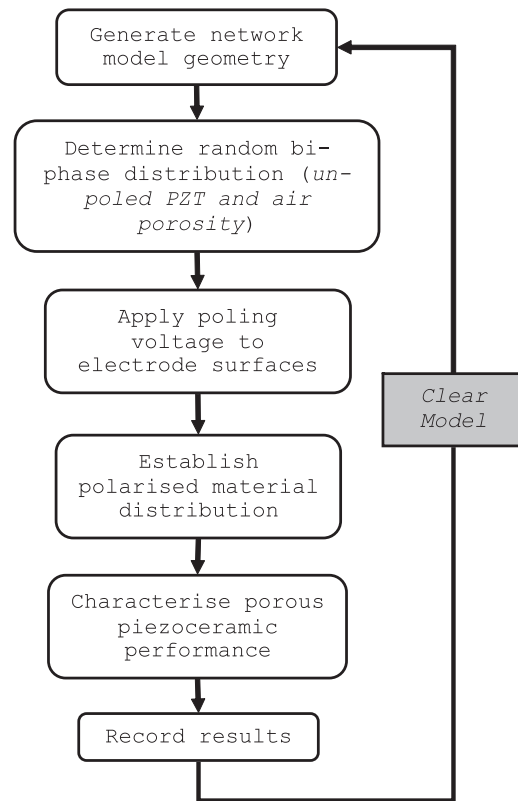 Generate network
model geometry
Determine random bi-
phase distribution (un-
poled PZT and air
porosity)
Apply poling
voltage to
electrode surfaces
Clear
Model
Establish
polarised material
distribution
Characterise porous
piezoceramic
performance
Record results